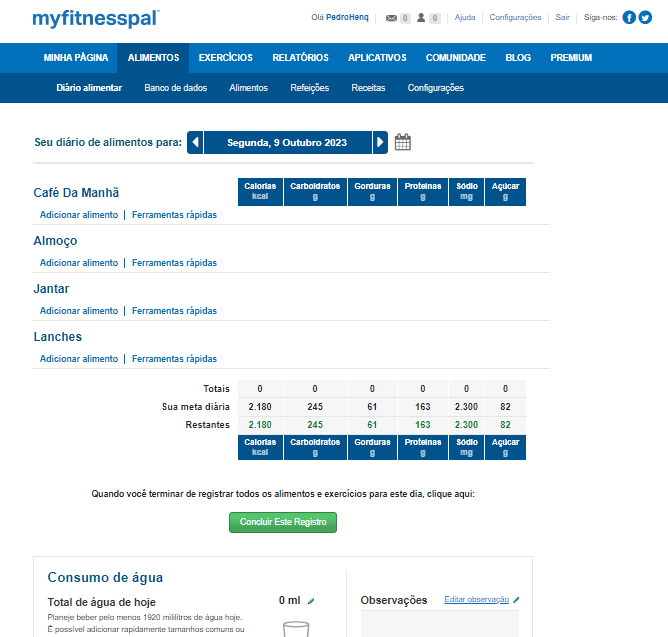 myfitnesspal
Olá PedroHenq 0 0 Ajuda Configurações Sair Siga-nos:
MINHA PÁGINA ALIMENTOS EXERCÍCIOS RELATÓRIOS APLICATIVOS COMUNIDADE BLOG PREMIUM
Diário alimentar Banco de dados Alimentos Refeições Receitas Configurações
Seu diário de alimentos para: Segunda, 9 Outubro 2023
Café Da Manhã Calorias kcal Carboidratos g Gorduras g Proteínas g Sódio mg Açúcar g
Adicionar alimento | Ferramentas rápidas
Almoço
Adicionar alimento | Ferramentas rápidas
Jantar
Adicionar alimento | Ferramentas rápidas
Lanches
Adicionar alimento | Ferramentas rápidas
Totais 0 0 0 0 0 0
Sua meta diária 2.180 245 61 163 2.300 82
Restantes 2.180 245 61 163 2.300 82
Calorias kcal Carboidratos g Gorduras g Proteínas g Sódio mg Açúcar g
Quando você terminar de registrar todos os alimentos e exercícios para este dia, clique aqui:
Concluir Este Registro
Consumo de água
Total de água de hoje 0 ml
Planeje beber pelo menos 1920 mililitros de água hoje.
É possível adicionar rapidamente tamanhos comuns ou
Observações Editar observação